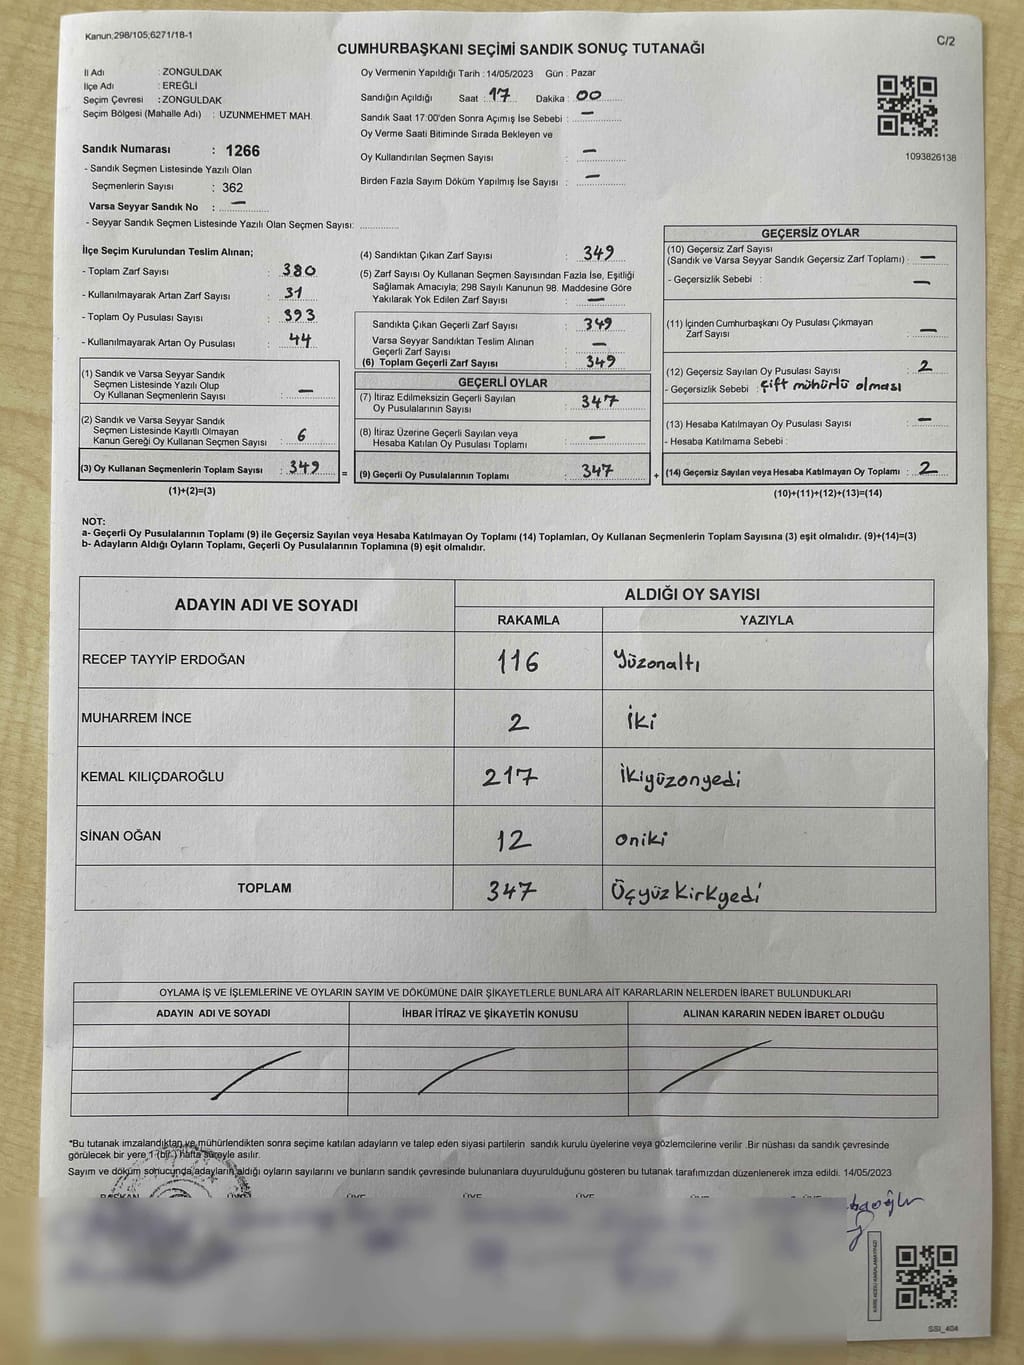 Kanun;298/105,6271/18-1
C/2
CUMHURBAŞKANI SEÇİMİ SANDIK SONUÇ TUTANAĞI
İl Adı : ZONGULDAK
İlçe Adı : EREĞLİ
Seçim Çevresi : ZONGULDAK
Seçim Bölgesi (Mahalle Adı) : UZUNMEHMET MAH.
Sandık Numarası : 1266
- Sandık Seçmen Listesinde Yazılı Olan
Seçmenlerin Sayısı : 362
Varsa Seyyar Sandık No : —
- Seyyar Sandık Seçmen Listesinde Yazılı Olan Seçmen Sayısı:
Oy Vermenin Yapıldığı Tarih : 14/05/2023 Gün : Pazar
Sandığın Açıldığı Saat : 17 Dakika : 00
Sandık Saat 17:00'den Sonra Açımış İse Sebebi : —
Oy Verme Saati Bitiminde Sırada Bekleyen ve
Oy Kullandırılan Seçmen Sayısı : —
Birden Fazla Sayım Döküm Yapılmış İse Sayısı : —
1093826138
İlçe Seçim Kurulundan Teslim Alınan;
- Toplam Zarf Sayısı : 380
- Kullanılmayarak Artan Zarf Sayısı : 31
- Toplam Oy Pusulası Sayısı : 393
- Kullanılmayarak Artan Oy Pusulası : 44
(1) Sandık ve Varsa Seyyar Sandık
Seçmen Listesinde Yazılı Olup
Oy Kullanan Seçmenlerin Sayısı : —
(2) Sandık ve Varsa Seyyar Sandık
Seçmen Listesinde Kayıtlı Olmayan
Kanun Gereği Oy Kullanan Seçmen Sayısı : 6
(3) Oy Kullanan Seçmenlerin Toplam Sayısı : 349
(1)+(2)=(3)
=
(4) Sandıktan Çıkan Zarf Sayısı : 349
(5) Zarf Sayısı Oy Kullanan Seçmen Sayısından Fazla İse, Eşitliği
Sağlamak Amacıyla; 298 Sayılı Kanunun 98. Maddesine Göre
Yakılarak Yok Edilen Zarf Sayısı : —
Sandıkta Çıkan Geçerli Zarf Sayısı : 349
Varsa Seyyar Sandıktan Teslim Alınan
Geçerli Zarf Sayısı : —
(6) Toplam Geçerli Zarf Sayısı : 349
GEÇERLİ OYLAR
(7) İtiraz Edilmeksizin Geçerli Sayılan
Oy Pusulalarının Sayısı : 347
(8) İtiraz Üzerine Geçerli Sayılan veya
Hesaba Katılan Oy Pusulası Toplamı : —
(9) Geçerli Oy Pusulalarının Toplamı : 347
+
GEÇERSİZ OYLAR
(10) Geçersiz Zarf Sayısı
(Sandık ve Varsa Seyyar Sandık Geçersiz Zarf Toplamı) : —
- Geçersizlik Sebebi : —
(11) İçinden Cumhurbaşkanı Oy Pusulası Çıkmayan
Zarf Sayısı : —
(12) Geçersiz Sayılan Oy Pusulası Sayısı : 2
- Geçersizlik Sebebi : Çift mühürlü olması
(13) Hesaba Katılmayan Oy Pusulası Sayısı : —
- Hesaba Katılmama Sebebi :
(14) Geçersiz Sayılan veya Hesaba Katılmayan Oy Toplamı : 2
(10)+(11)+(12)+(13)=(14)
NOT:
a- Geçerli Oy Pusulalarının Toplamı (9) ile Geçersiz Sayılan veya Hesaba Katılmayan Oy Toplamı (14) Toplamları, Oy Kullanan Seçmenlerin Toplam Sayısına (3) eşit olmalıdır. (9)+(14)=(3)
b- Adayların Aldığı Oyların Toplamı, Geçerli Oy Pusulalarının Toplamına (9) eşit olmalıdır.
ADAYIN ADI VE SOYADI ALDIĞI OY SAYISI
RAKAMLA YAZIYLA
RECEP TAYYİP ERDOĞAN 116 Yüzonaltı
MUHARREM İNCE 2 İki
KEMAL KILIÇDAROĞLU 217 İkiyüzonyedi
SİNAN OĞAN 12 oniki
TOPLAM 347 Üçyüz Kirkyedi
OYLAMA İŞ VE İŞLEMLERİNE VE OYLARIN SAYIM VE DÖKÜMÜNE DAİR ŞİKAYETLERLE BUNLARA AİT KARARLARIN NELERDEN İBARET BULUNDUKLARI
ADAYIN ADI VE SOYADI İHBAR İTİRAZ VE ŞİKAYETİN KONUSU ALINAN KARARIN NEDEN İBARET OLDUĞU
*Bu tutanak imzalandıktan ve mühürlendikten sonra seçime katılan adayların ve talep eden siyasi partilerin sandık kurulu üyelerine veya gözlemcilerine verilir .Bir nüshası da sandık çevresinde
görülecek bir yere 1 (bir ) hafta süreyle asılır.
Sayım ve döküm sonucunda adayların aldığı oyların sayılarını ve bunların sandık çevresinde bulunanlara duyurulduğunu gösteren bu tutanak tarafımızdan düzenlenerek imza edildi. 14/05/2023
BAŞKAN ÜYE ÜYE ÜYE ÜYE ÜYE
SSI_404